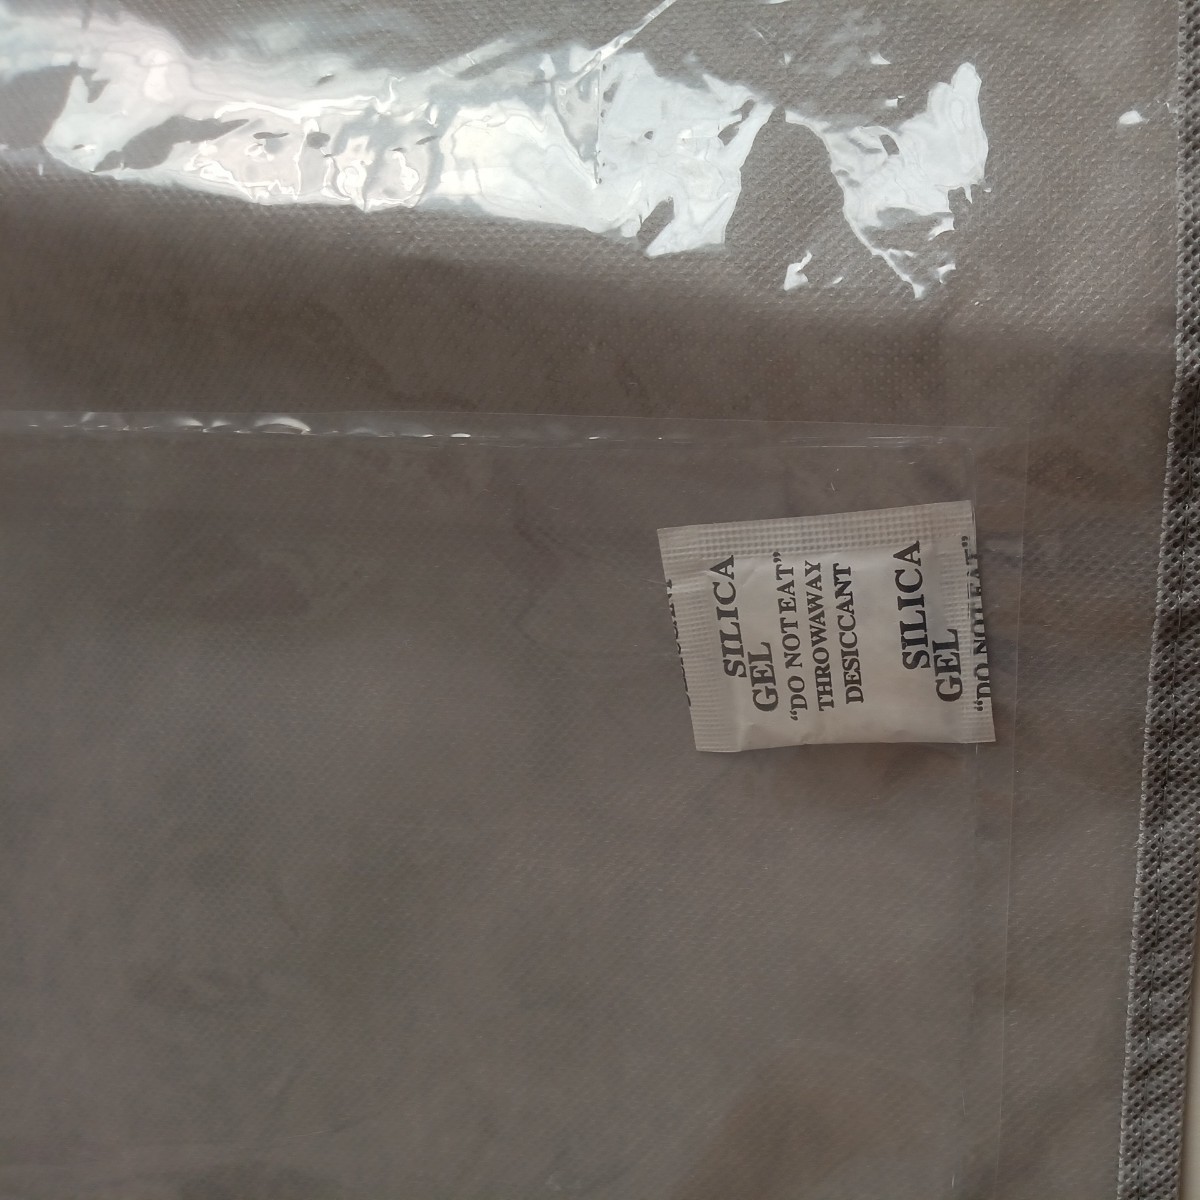 SILICA
GEL
“DO NOT EAT”
THROWAWAY
DESICCANT
SILICA
GEL
“DO NOT EAT”